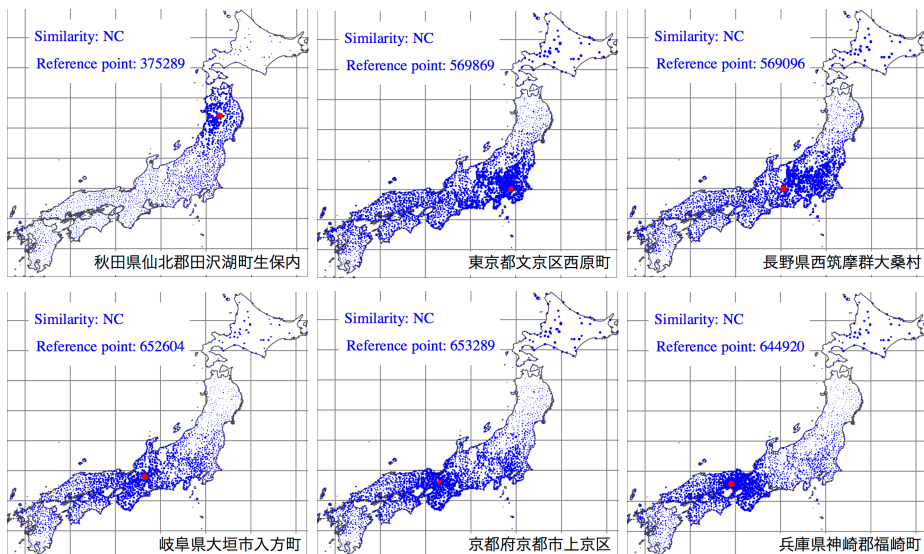 Similarity: NC
Reference point: 375289
秋田県仙北郡田沢湖町生保内
Similarity: NC
Reference point: 569869
東京都文京区西原町
Similarity: NC
Reference point: 569096
長野県西筑摩群大桑村
Similarity: NC
Reference point: 652604
岐阜県大垣市入方町
Similarity: NC
Reference point: 653289
京都府京都市上京区
Similarity: NC
Reference point: 644920
兵庫県神崎郡福崎町